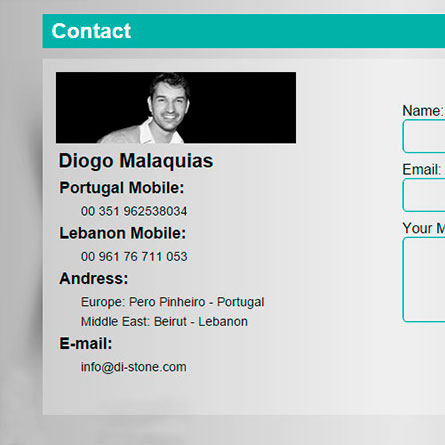 Contact
Diogo Malaquias
Portugal Mobile:
00 351 962538034
Lebanon Mobile:
00 961 76 711 053
Andress:
Europe: Pero Pinheiro - Portugal
Middle East: Beirut - Lebanon
E-mail:
info@di-stone.com
Name:
Email:
Your M